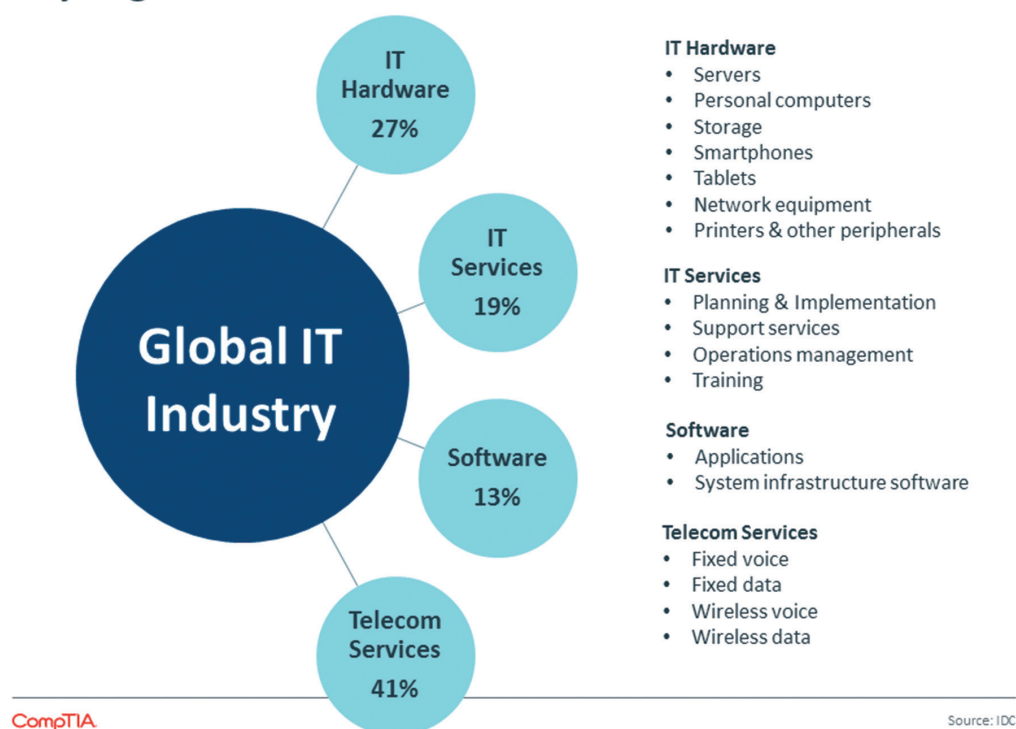 IT
Hardware
27%
IT
Services
19%
Global IT
Industry
Software
13%
Telecom
Services
41%
IT Hardware
• Servers
• Personal computers
• Storage
• Smartphones
• Tablets
• Network equipment
• Printers & other peripherals
IT Services
• Planning & Implementation
• Support services
• Operations management
• Training
Software
• Applications
• System infrastructure software
Telecom Services
• Fixed voice
• Fixed data
• Wireless voice
• Wireless data
CompTIA
Source: IDC